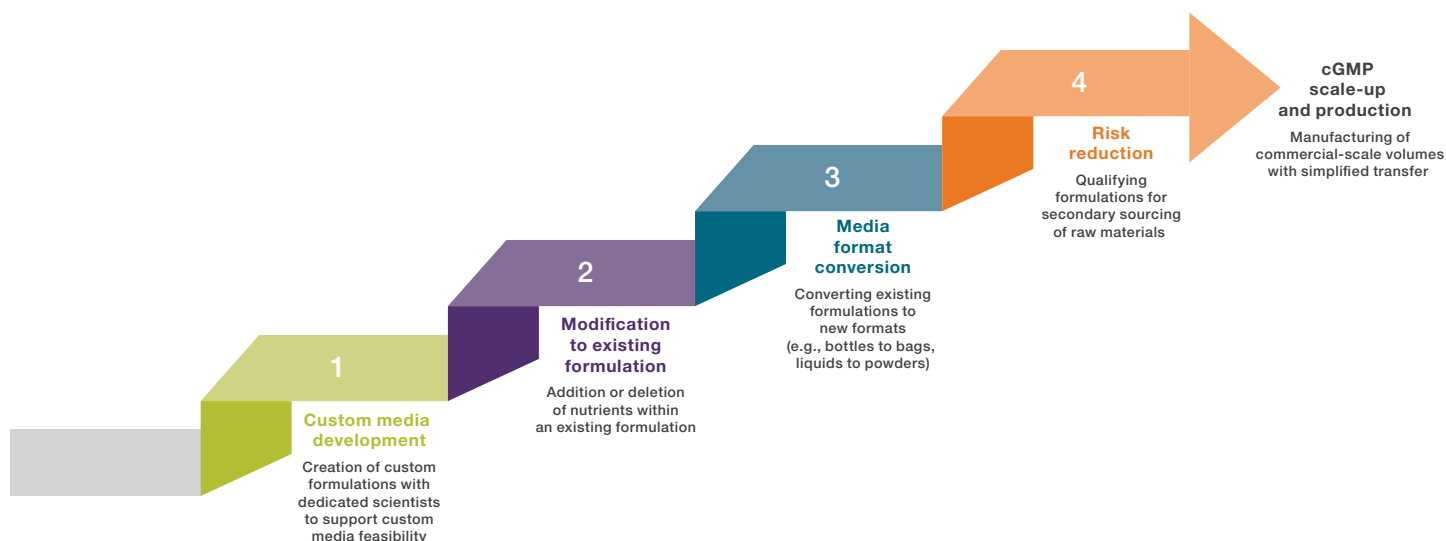 1
Custom media
development
Creation of custom
formulations with
dedicated scientists
to support custom
media feasibility
2
Modification
to existing
formulation
Addition or deletion
of nutrients within
an existing formulation
3
Media
format
conversion
Converting existing
formulations to
new formats
(e.g., bottles to bags,
liquids to powders)
4
Risk
reduction
Qualifying
formulations for
secondary sourcing
of raw materials
cGMP
scale-up
and production
Manufacturing of
commercial-scale volumes
with simplified transfer